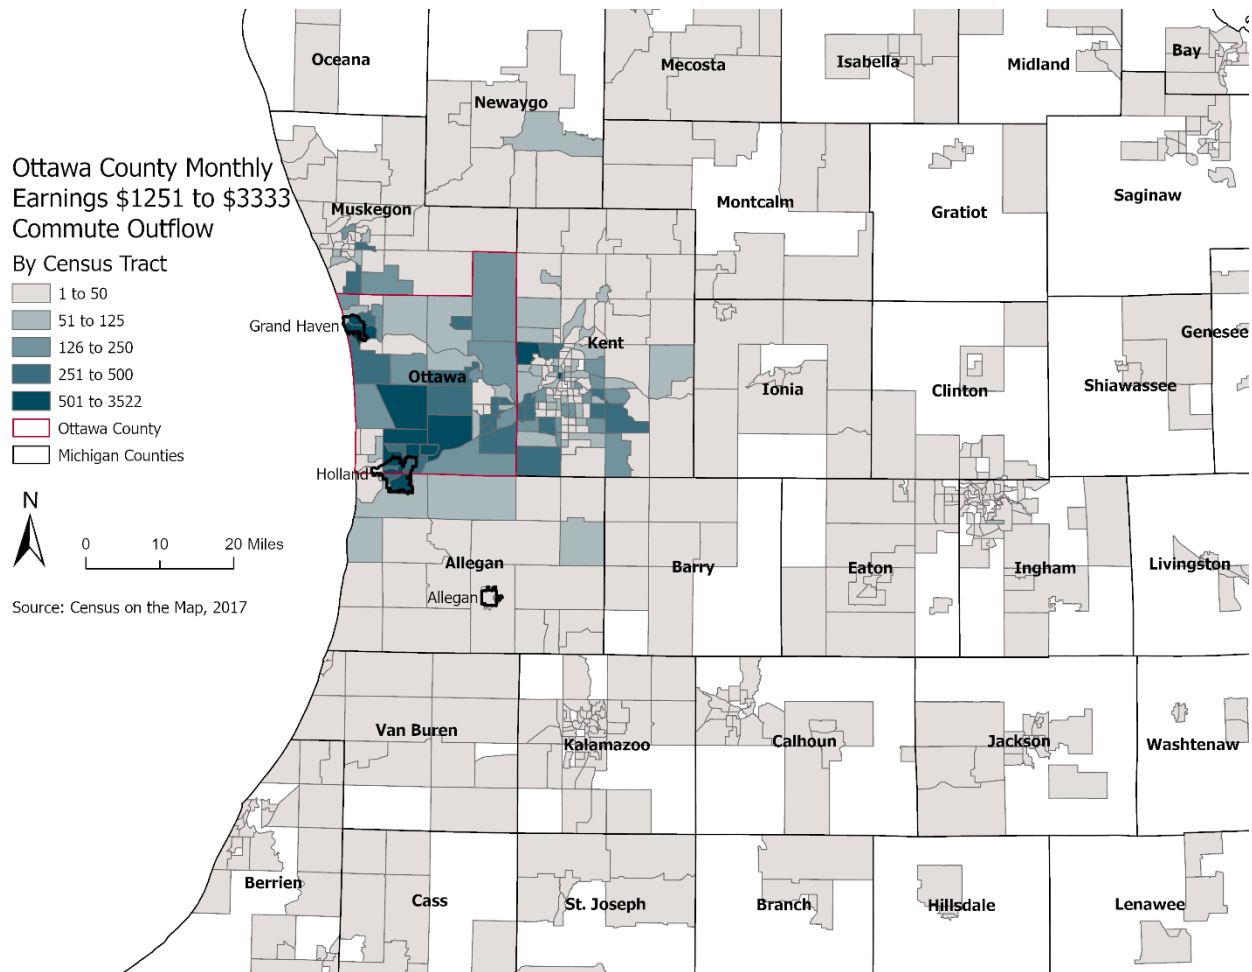 Oceana
Mecosta
Isabella
Midland
Bay
Newaygo
Ottawa County Monthly
Earnings $1251 to $3333
Commute Outflow
By Census Tract
1 to 50
51 to 125
126 to 250
251 to 500
501 to 3522
Ottawa County
Michigan Counties
N
0 10 20 Miles
Source: Census on the Map, 2017
Muskegon
Montcalm
Gratiot
Saginaw
Grand Haven
Kent
Genesee
Ottawa
Ionia
Clinton
Shiawassee
Holland
Allegan
Barry
Eaton
Ingham
Livingston
Allegan
Van Buren
Kalamazoo
Calhoun
Jackson
Washtenaw
Berrien
Cass
St. Joseph
Branch
Hillsdale
Lenawee